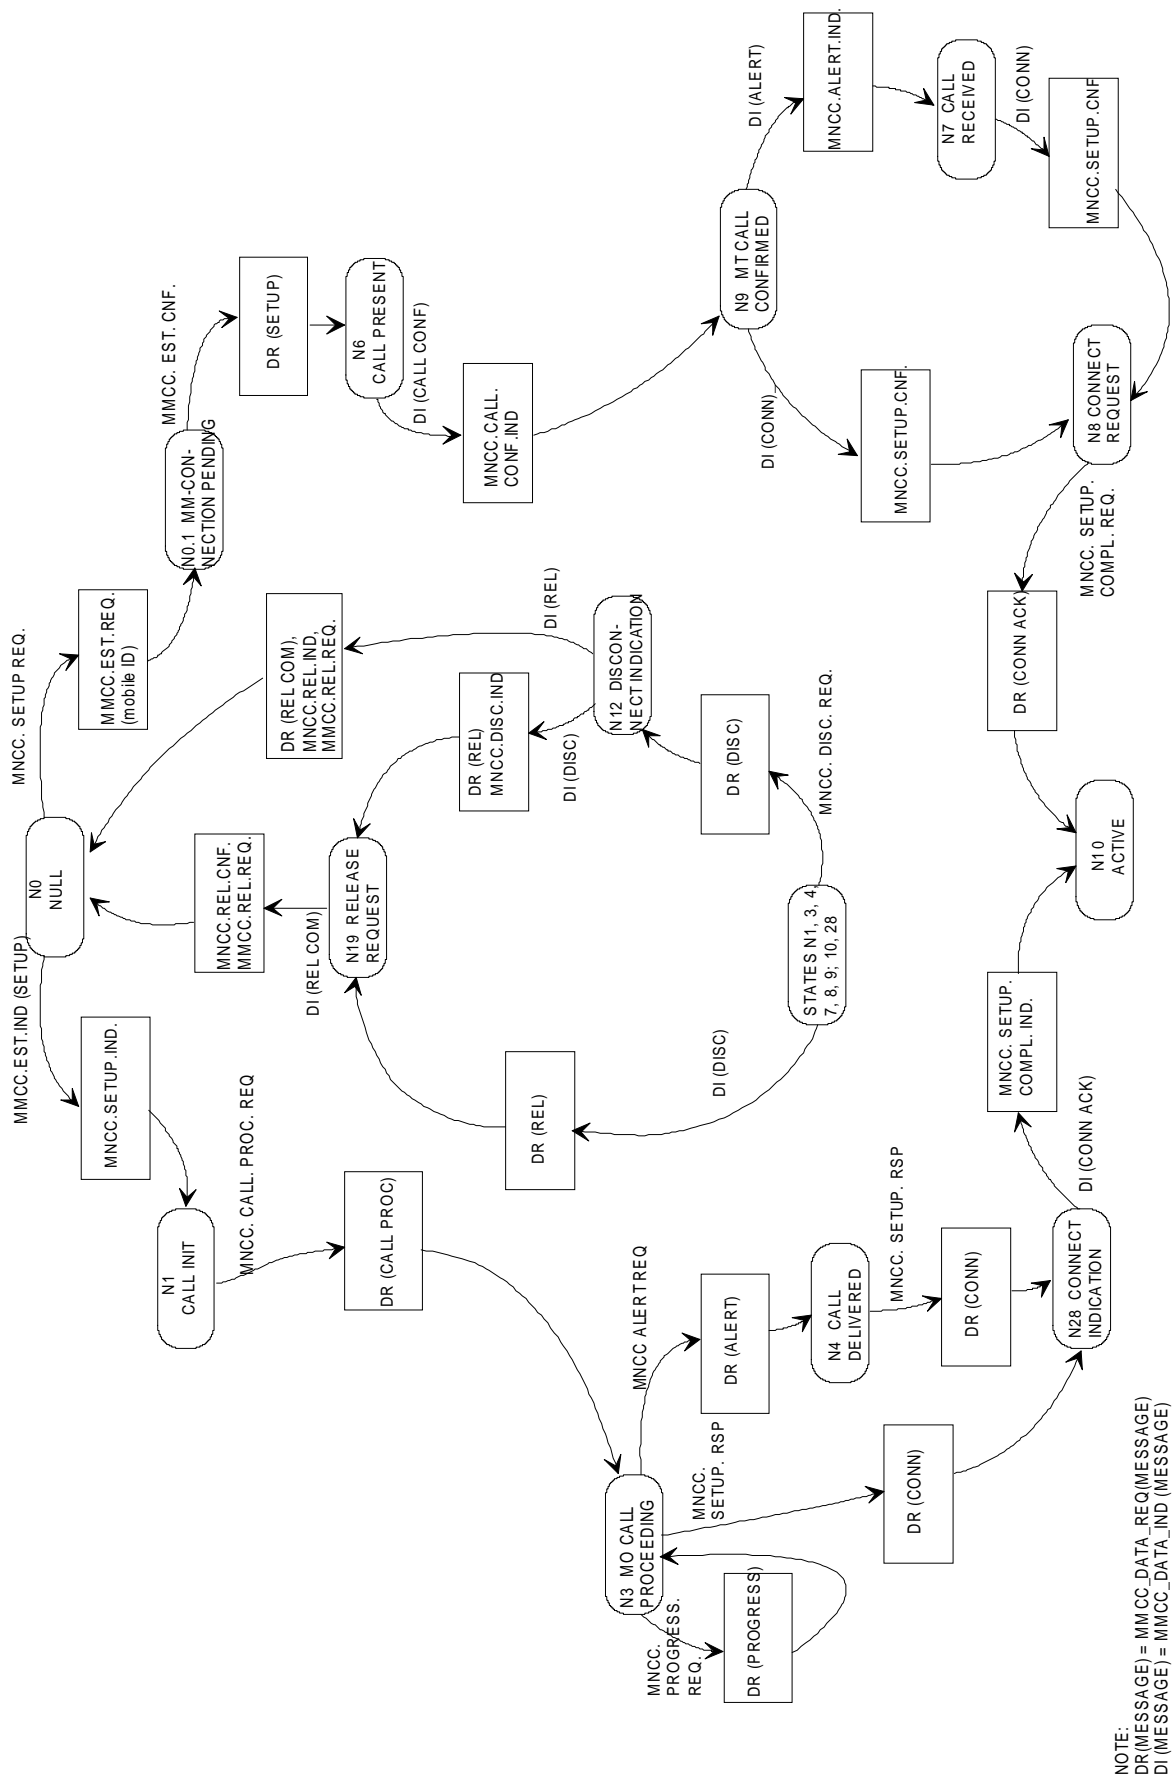 MNCC. SETUP REQ.
N0
NULL
MMCC.EST.IND (SETUP)
MMCC.EST.REQ.
(mobile ID)
MNCC.SETUP.IND.
N0.1 MM-CON-
NECTION PENDING
MMCC. EST. CNF.
N1
CALL INIT
MNCC. CALL. PROC. REQ
MNCC.REL.CNF.
MMCC.REL.REQ.
DR (REL COM),
MNCC.REL.IND,
MMCC.REL.REQ.
DR (SETUP)
DI (REL COM)
N19 RELEASE
REQUEST
DR (CALL PROC)
N6
CALL PRESENT
DI (CALL CONF)
DR (REL)
MNCC.DISC.IND
DI (REL)
MNCC.CALL.
CONF.IND
DR (REL)
DI (DISC)
N12 DISCON-
NECT INDICATION
N3 MO CALL
PROCEEDING
MNCC ALERT REQ
MNCC.
SETUP. RSP
MNCC.
PROGRESS.
REQ.
DR (ALERT)
DI (DISC)
DR (DISC)
DR (PROGRESS)
N9 MT CALL
CONFIRMED
DI (ALERT)
DI (CONN)
N4 CALL
DELIVERED
MNCC. SETUP. RSP
STATES N1, 3, 4,
7, 8, 9; 10, 28
MNCC. DISC. REQ.
MNCC.ALERT.IND.
DR (CONN)
DR (CONN)
MNCC.SETUP.CNF.
N7 CALL
RECEIVED
DI (CONN)
MNCC. SETUP.
COMPL. IND.
DR (CONN ACK)
N28 CONNECT
INDICATION
DI (CONN ACK)
N10
ACTIVE
MNCC. SETUP.
COMPL. REQ.
N8 CONNECT
REQUEST
MNCC.SETUP.CNF
NOTE:
DR(MESSAGE) = MMCC_DATA_REQ(MESSAGE)
DI (MESSAGE) = MMCC_DATA_IND (MESSAGE)